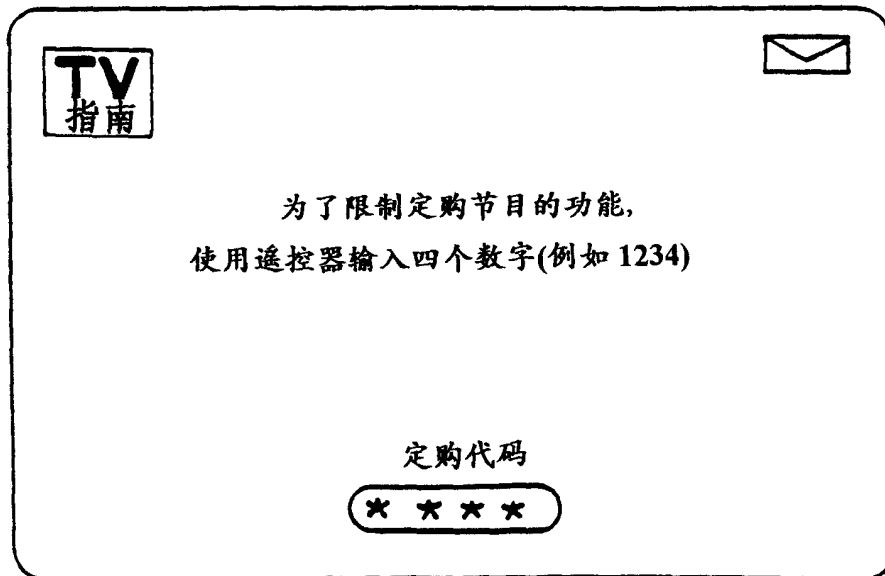 TV
指南
为了限制定购节目的功能,
使用遥控器输入四个数字(例如 1234)
定购代码
* * * *